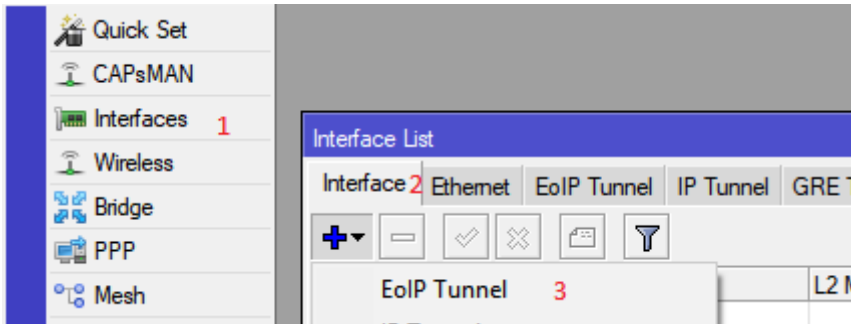 Quick Set
CAPsMAN
Interfaces 1
Wireless
Bridge
PPP
Mesh
Interface List
Interface 2 Ethernet EoIP Tunnel IP Tunnel GRE
EoIP Tunnel 3
L2